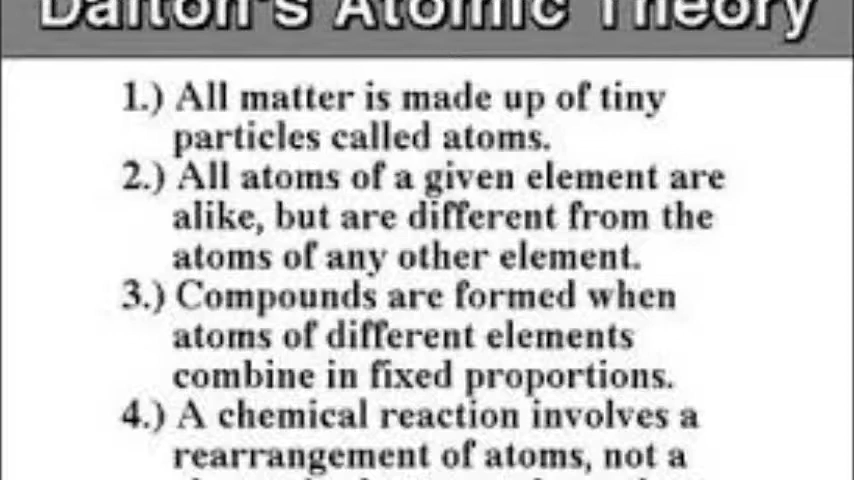 Dalton's Atomic Theory
1.) All matter is made up of tiny
particles called atoms.
2.) All atoms of a given element are
alike, but are different from the
atoms of any other element.
3.) Compounds are formed when
atoms of different elements
combine in fixed proportions.
4.) A chemical reaction involves a
rearrangement of atoms, not a